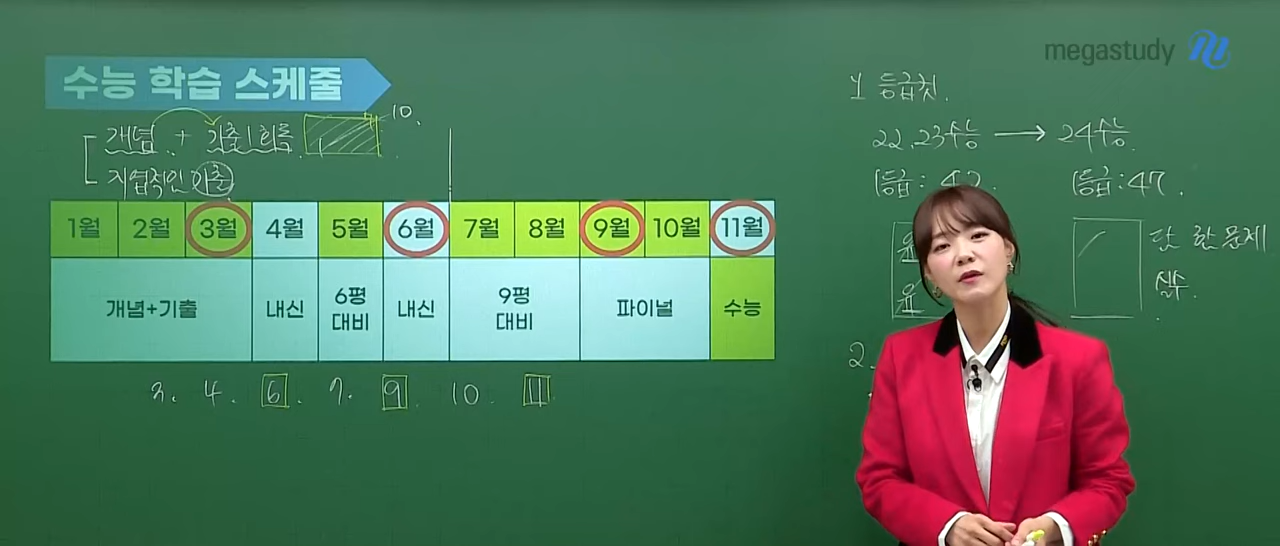 megastudy
수능 학습 스케줄
10.
개념 + 기출 1회독
지엽적인 기출
1월 2월 3월 4월 5월 6월 7월 8월 9월 10월 11월
개념+기출 내신 6평 대비 내신 9평 대비 파이널 수능
3. 4. 6. 7. 9. 10. 11
1. 등급컷.
22, 23수능 → 24수능.
1등급: 42. 1등급: 47.
유
유
단 한 문제
실수.
2.